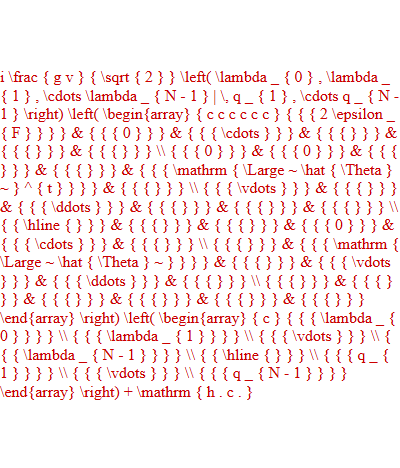 i \frac { g v } { \sqrt { 2 } } \left( \lambda _ { 0 } , \lambda _
{ 1 } , \cdots \lambda _ { N - 1 } | \, q _ { 1 } , \cdots q _ { N -
1 } \right) \left( \begin{array} { c c c c c c } { { { 2 \epsilon _
{ F } } } } & { { { 0 } } } & { { { \cdots } } } & { { { } } } &
{ { { } } } & { { { } } } \\ { { { 0 } } } & { { { 0 } } } & { { {
} } } & { { { } } } & { { { \mathrm { \Large ~ \hat { \Theta }
~ } ^ { t } } } } & { { { } } } \\ { { { \vdots } } } & { { { } } }
& { { { \ddots } } } & { { { } } } & { { { } } } & { { { } } } \\
{ { \hline { } } } & { { { } } } & { { { } } } & { { { 0 } } } &
{ { { \cdots } } } & { { { } } } \\ { { { } } } & { { { \mathrm {
\Large ~ \hat { \Theta } ~ } } } } & { { { } } } & { { { \vdots
} } } & { { { \ddots } } } & { { { } } } \\ { { { } } } & { { { }
} } & { { { } } } & { { { } } } & { { { } } } & { { { } } }
\end{array} \right) \left( \begin{array} { c } { { { \lambda _ {
0 } } } } \\ { { { \lambda _ { 1 } } } } \\ { { { \vdots } } } \\ {
{ { \lambda _ { N - 1 } } } } \\ { { \hline { } } } \\ { { { q _ {
1 } } } } \\ { { { \vdots } } } \\ { { { q _ { N - 1 } } } }
\end{array} \right) + \mathrm { h . c . }